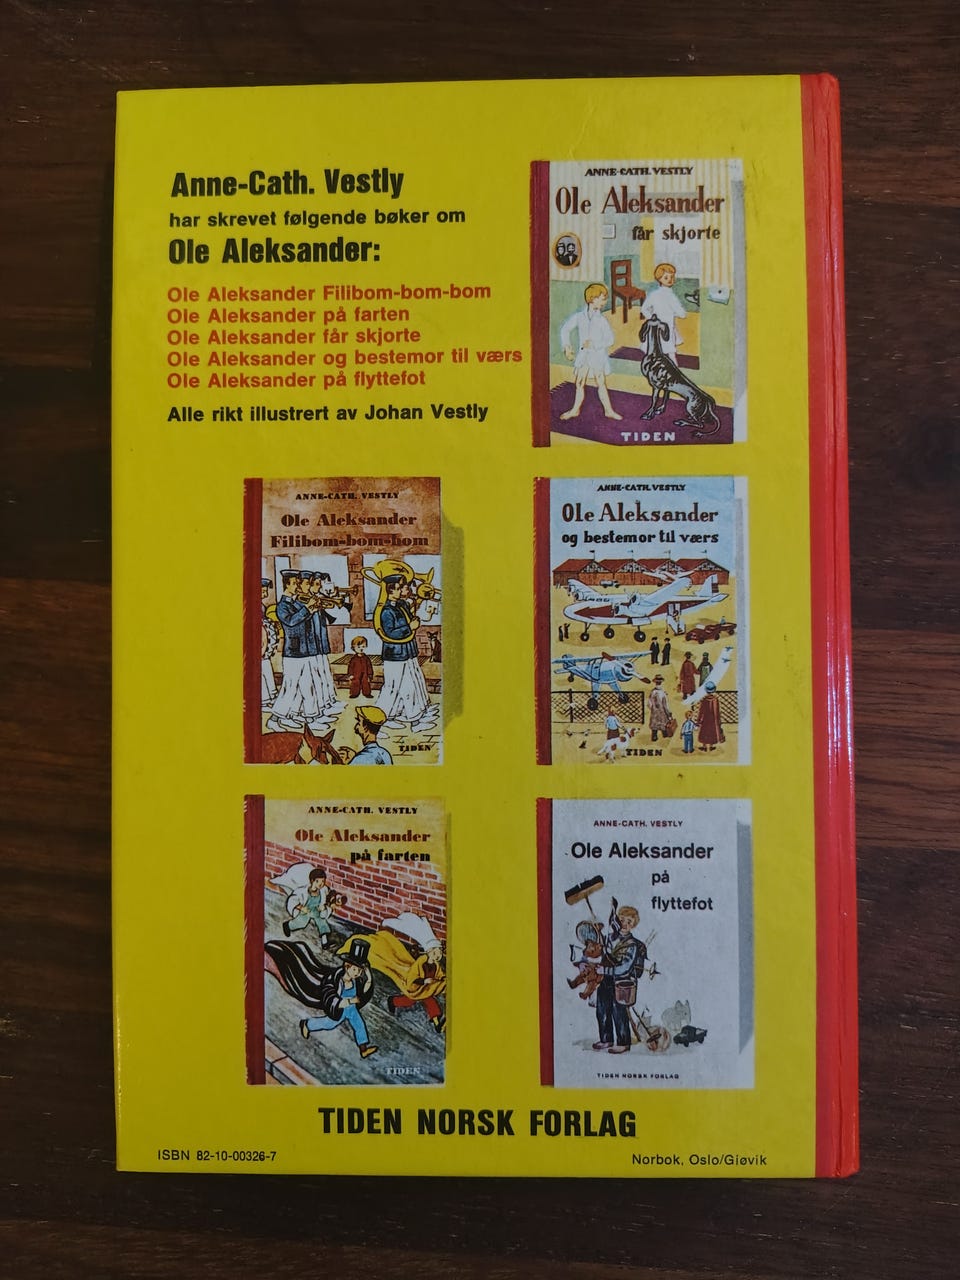 Anne-Cath. Vestly
har skrevet følgende bøker om
Ole Aleksander:
Ole Aleksander Filibom-bom-bom
Ole Aleksander på farten
Ole Aleksander får skjorte
Ole Aleksander og bestemor til værs
Ole Aleksander på flyttefot
Alle rikt illustrert av Johan Vestly
ANNE-CATH. VESTLY
Ole Aleksander
får skjorte
TIDEN
ANNE-CATH. VESTLY
Ole Aleksander
Filibom-bom-bom
TIDEN
ANNE-CATH. VESTLY
Ole Aleksander
og bestemor til værs
TIDEN
ANNE-CATH. VESTLY
Ole Aleksander
på farten
TIDEN
ANNE-CATH. VESTLY
Ole Aleksander
på
flyttefot
TIDEN NORSK FORLAG
TIDEN NORSK FORLAG
ISBN 82-10-00326-7
Norbok, Oslo/Gjøvik